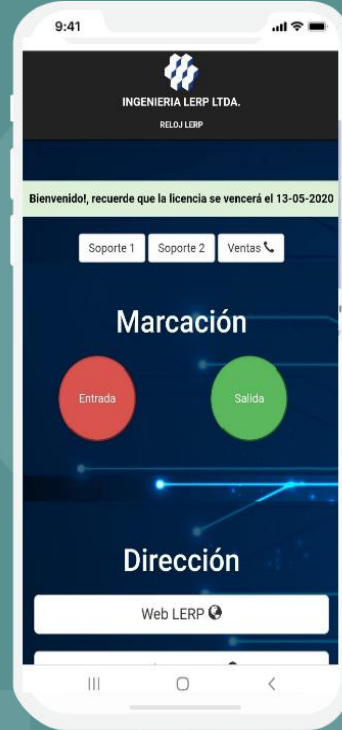 9:41
INGENIERIA LERP LTDA.
RELOJ LERP
Bienvenido!, recuerde que la licencia se vencerá el 13-05-2020
Soporte 1 Soporte 2 Ventas
Marcación
Entrada Salida
Dirección
Web LERP